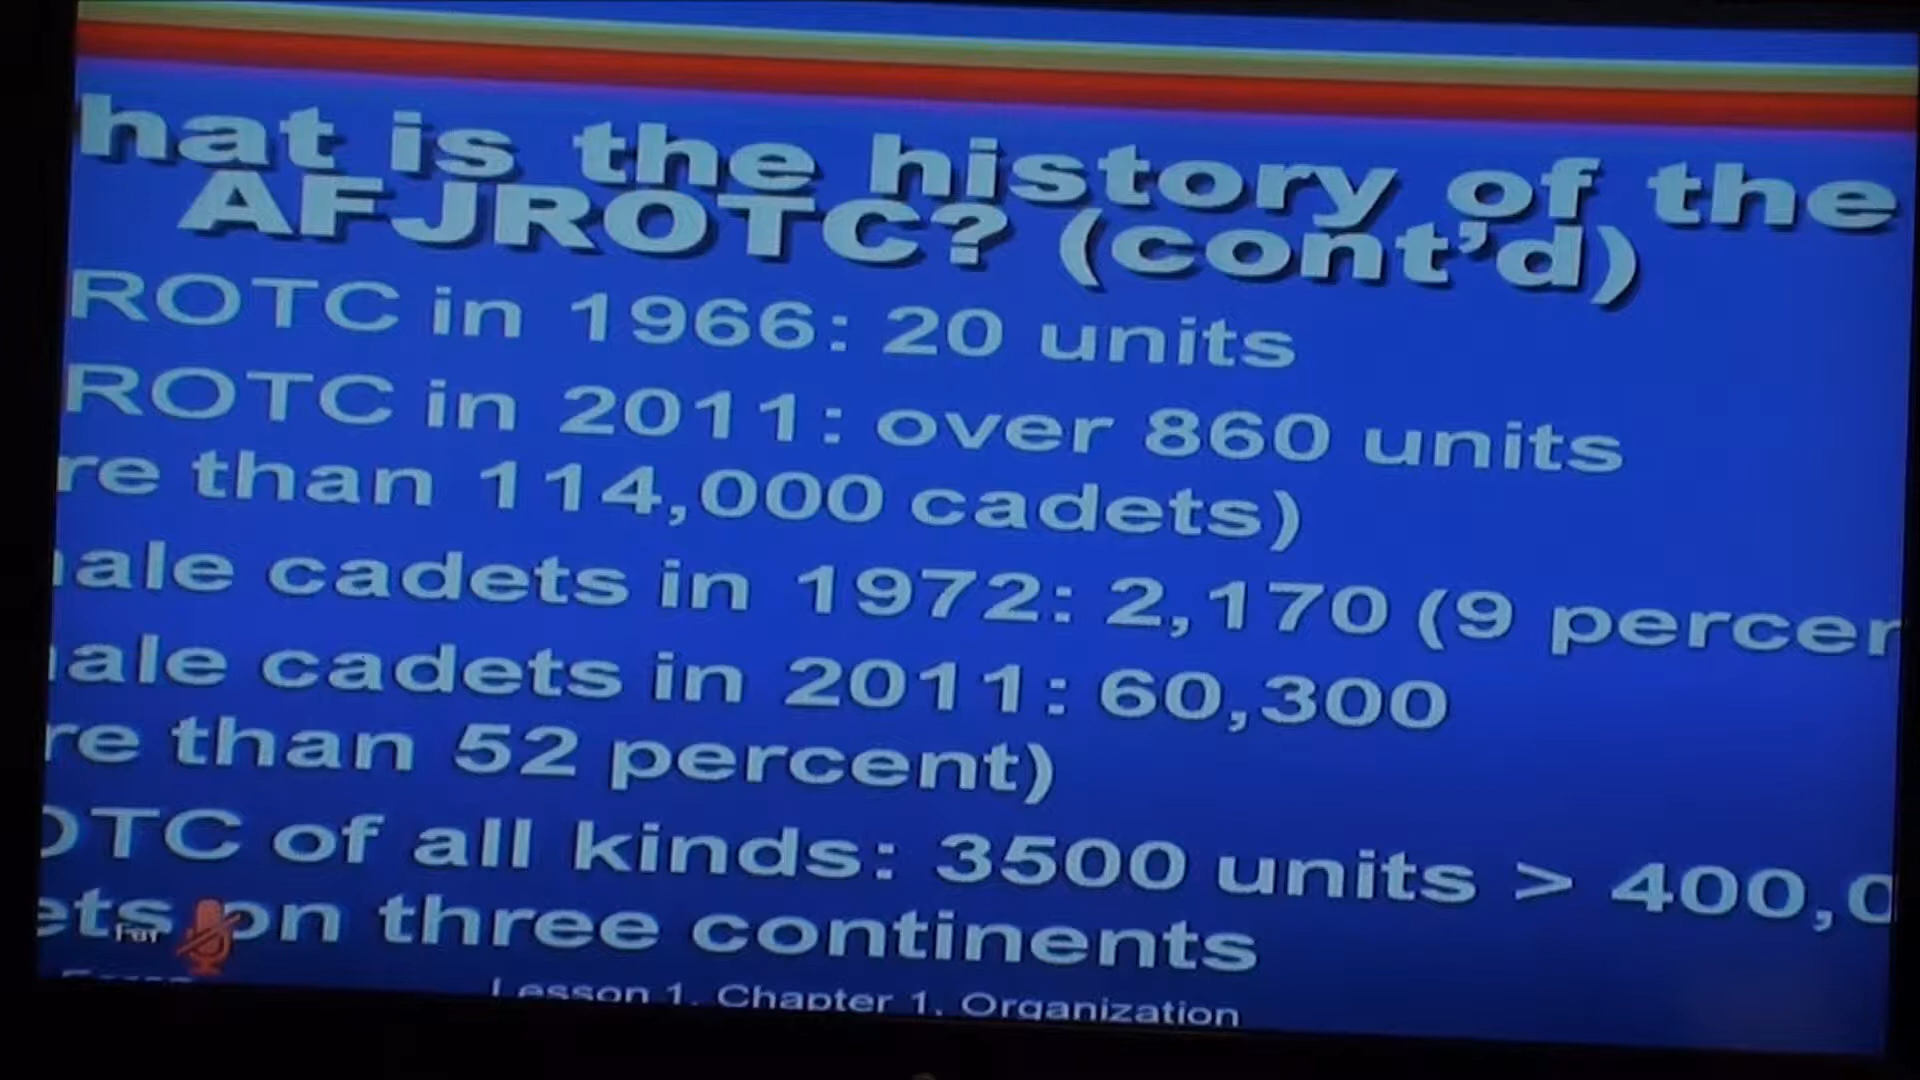 hat is the history of the
AFJROTC? (cont'd)
ROTC in 1966: 20 units
ROTC in 2011: over 860 units
re than 114,000 cadets)
ale cadets in 1972: 2,170 (9 percen
ale cadets in 2011: 60,300
re than 52 percent)
OTC of all kinds: 3500 units > 400,0
ets on three continents
Lesson 1, Chapter 1, Organization